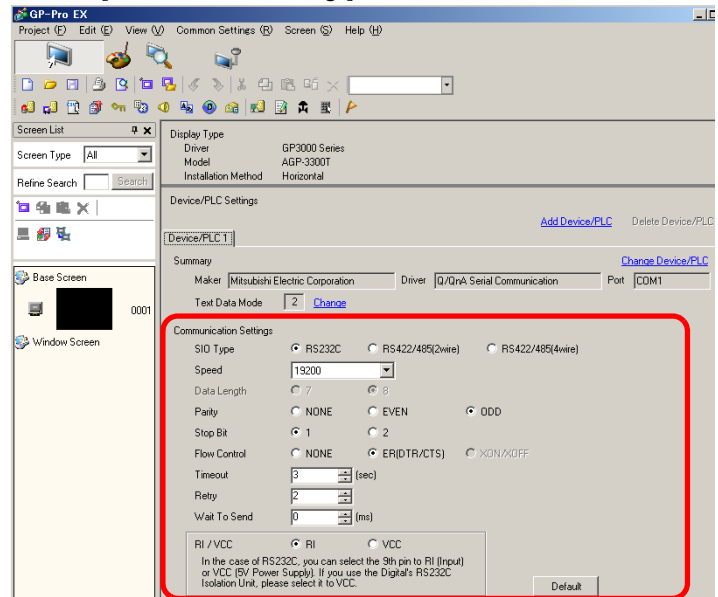 GP-Pro EX
Project (F) Edit (E) View (V) Common Settings (R) Screen (S) Help (H)
Screen List
Screen Type All
Refine Search Search
Base Screen
0001
Window Screen
Display Type
Driver GP3000 Series
Model AGP-3300T
Installation Method Horizontal
Device/PLC Settings
Add Device/PLC Delete Device/PLC
Device/PLC 1
Summary Change Device/PLC
Maker Mitsubishi Electric Corporation Driver Q/QnA Serial Communication Port COM1
Text Data Mode 2 Change
Communication Settings
SIO Type RS232C RS422/485(2wire) RS422/485(4wire)
Speed 19200
Data Length 7 8
Parity NONE EVEN ODD
Stop Bit 1 2
Flow Control NONE ER(DTR/CTS) XON/XOFF
Timeout 3 (sec)
Retry 2
Wait To Send 0 (ms)
RI / VCC RI VCC
In the case of RS232C, you can select the 9th pin to RI (Input)
or VCC (5V Power Supply). If you use the Digital's RS232C
Isolation Unit, please select it to VCC.
Default